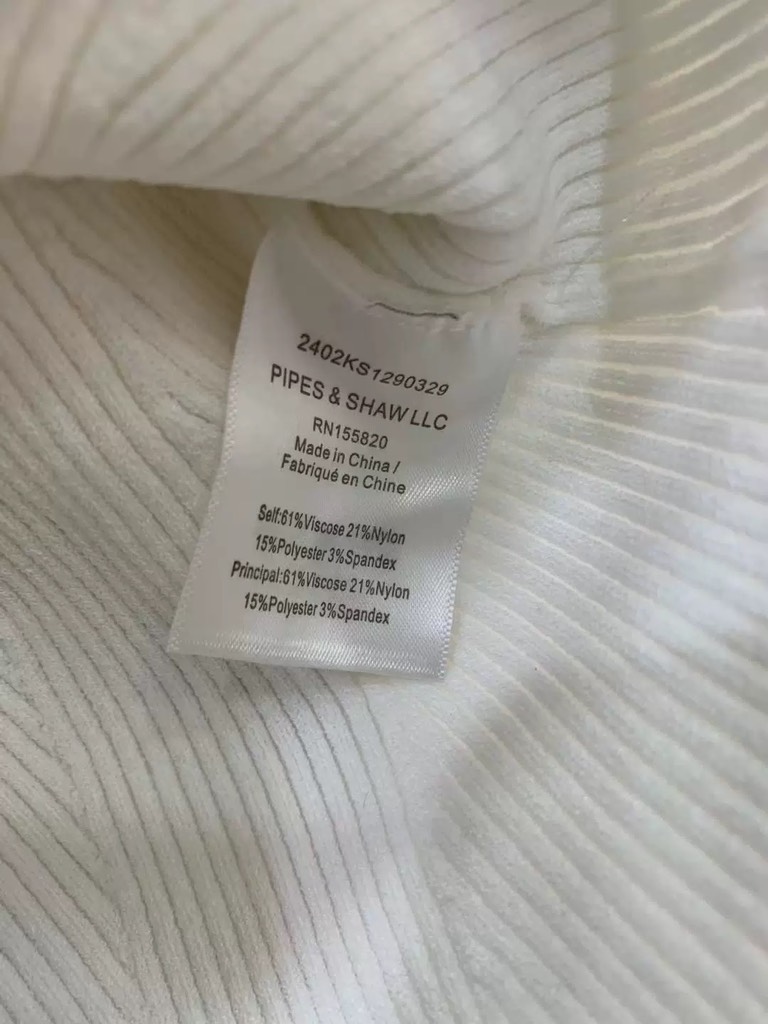 2402KS1290329
PIPES & SHAW LLC
RN155820
Made in China /
Fabriqué en Chine
Self:61%Viscose 21%Nylon
15%Polyester 3%Spandex
Principal:61%Viscose 21%Nylon
15%Polyester 3%Spandex